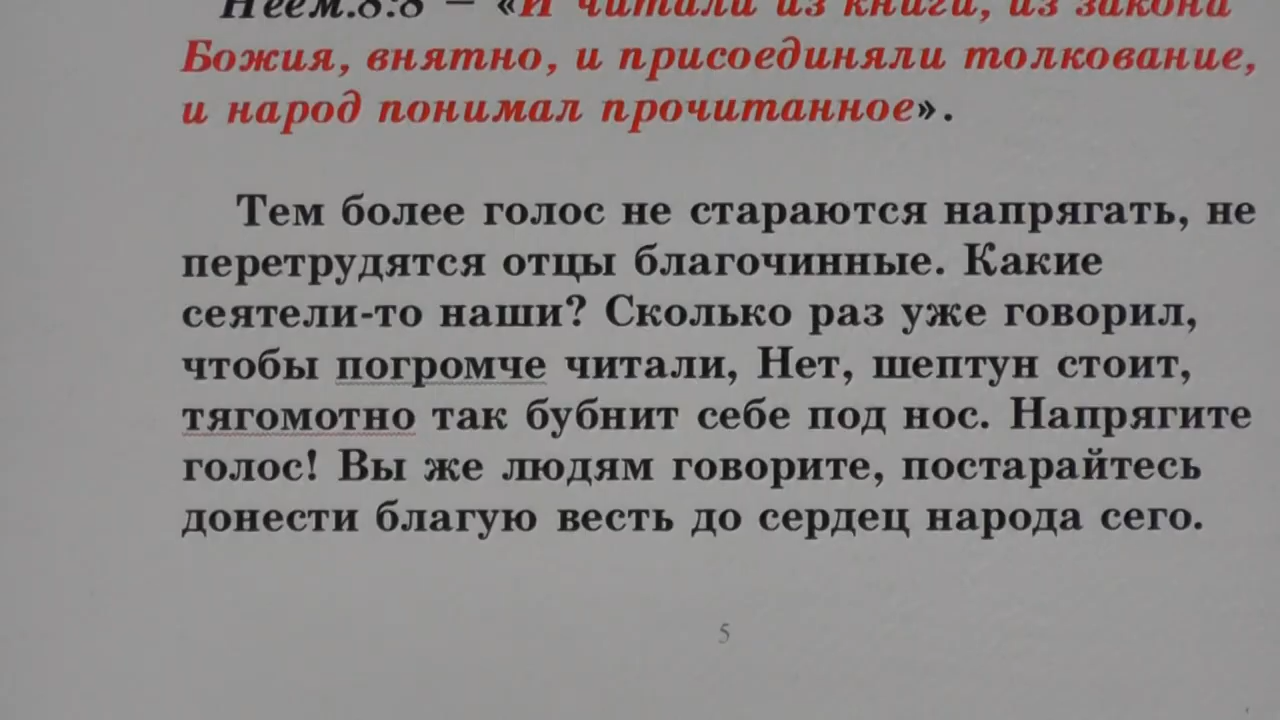 Неем.8:8 – «И читали из книги, из закона
Божия, внятно, и присоединяли толкование,
и народ понимал прочитанное».
Тем более голос не стараются напрягать, не
перетрудятся отцы благочинные. Какие
сеятели-то наши? Сколько раз уже говорил,
чтобы погромче читали, Нет, шептун стоит,
тягомотно так бубнит себе под нос. Напрягите
голос! Вы же людям говорите, постарайтесь
донести благую весть до сердец народа сего.
5